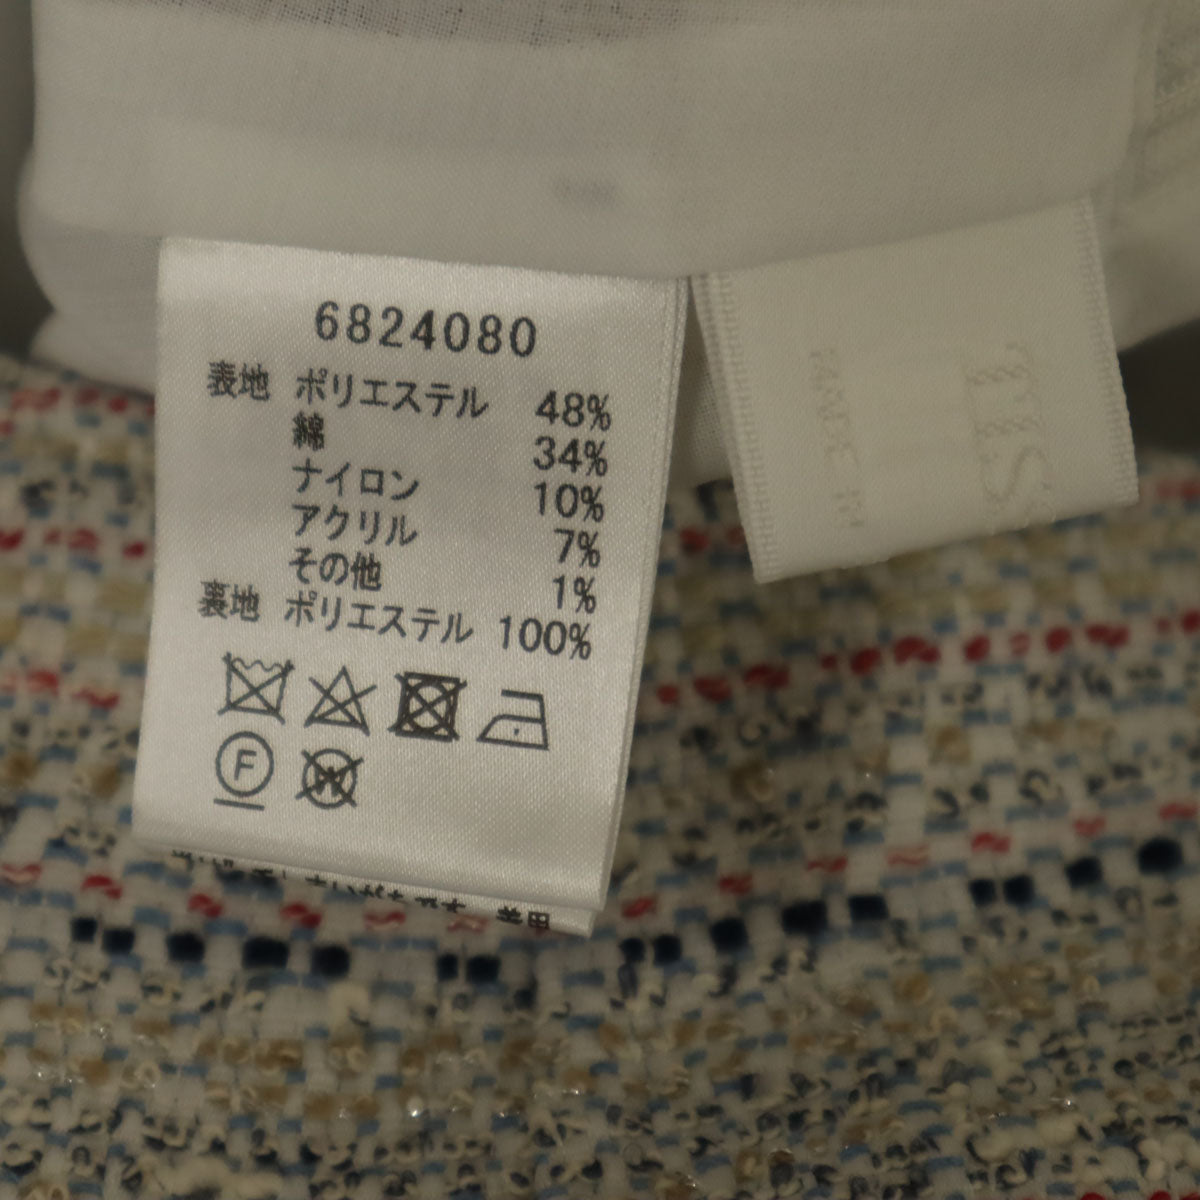 6824080
表地 ポリエステル 48%
綿 34%
ナイロン 10%
アクリル 7%
その他 1%
裏地 ポリエステル 100%
F
W